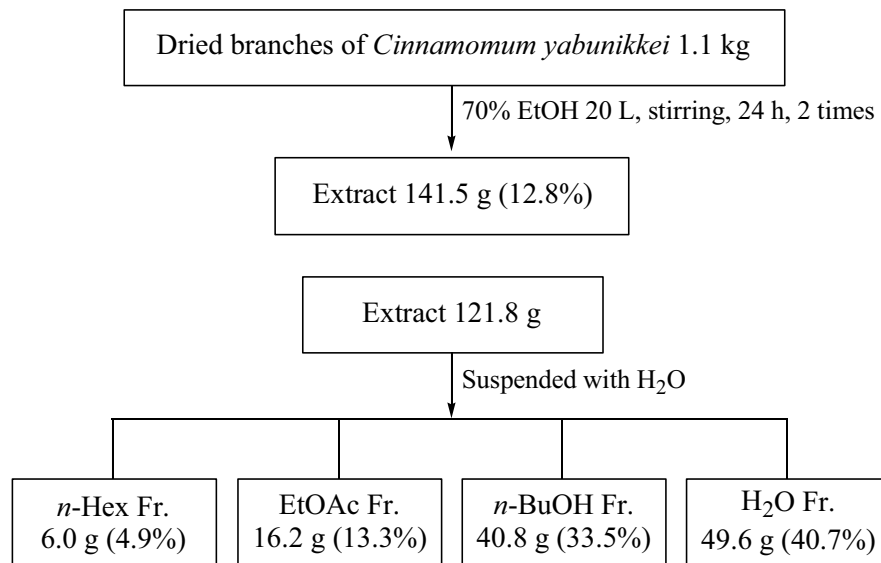 Dried branches of Cinnamomum yabunikkei 1.1 kg
70% EtOH 20 L, stirring, 24 h, 2 times
Extract 141.5 g (12.8%)
Extract 121.8 g
Suspended with H₂O
n-Hex Fr.
6.0 g (4.9%)
EtOAc Fr.
16.2 g (13.3%)
n-BuOH Fr.
40.8 g (33.5%)
H₂O Fr.
49.6 g (40.7%)